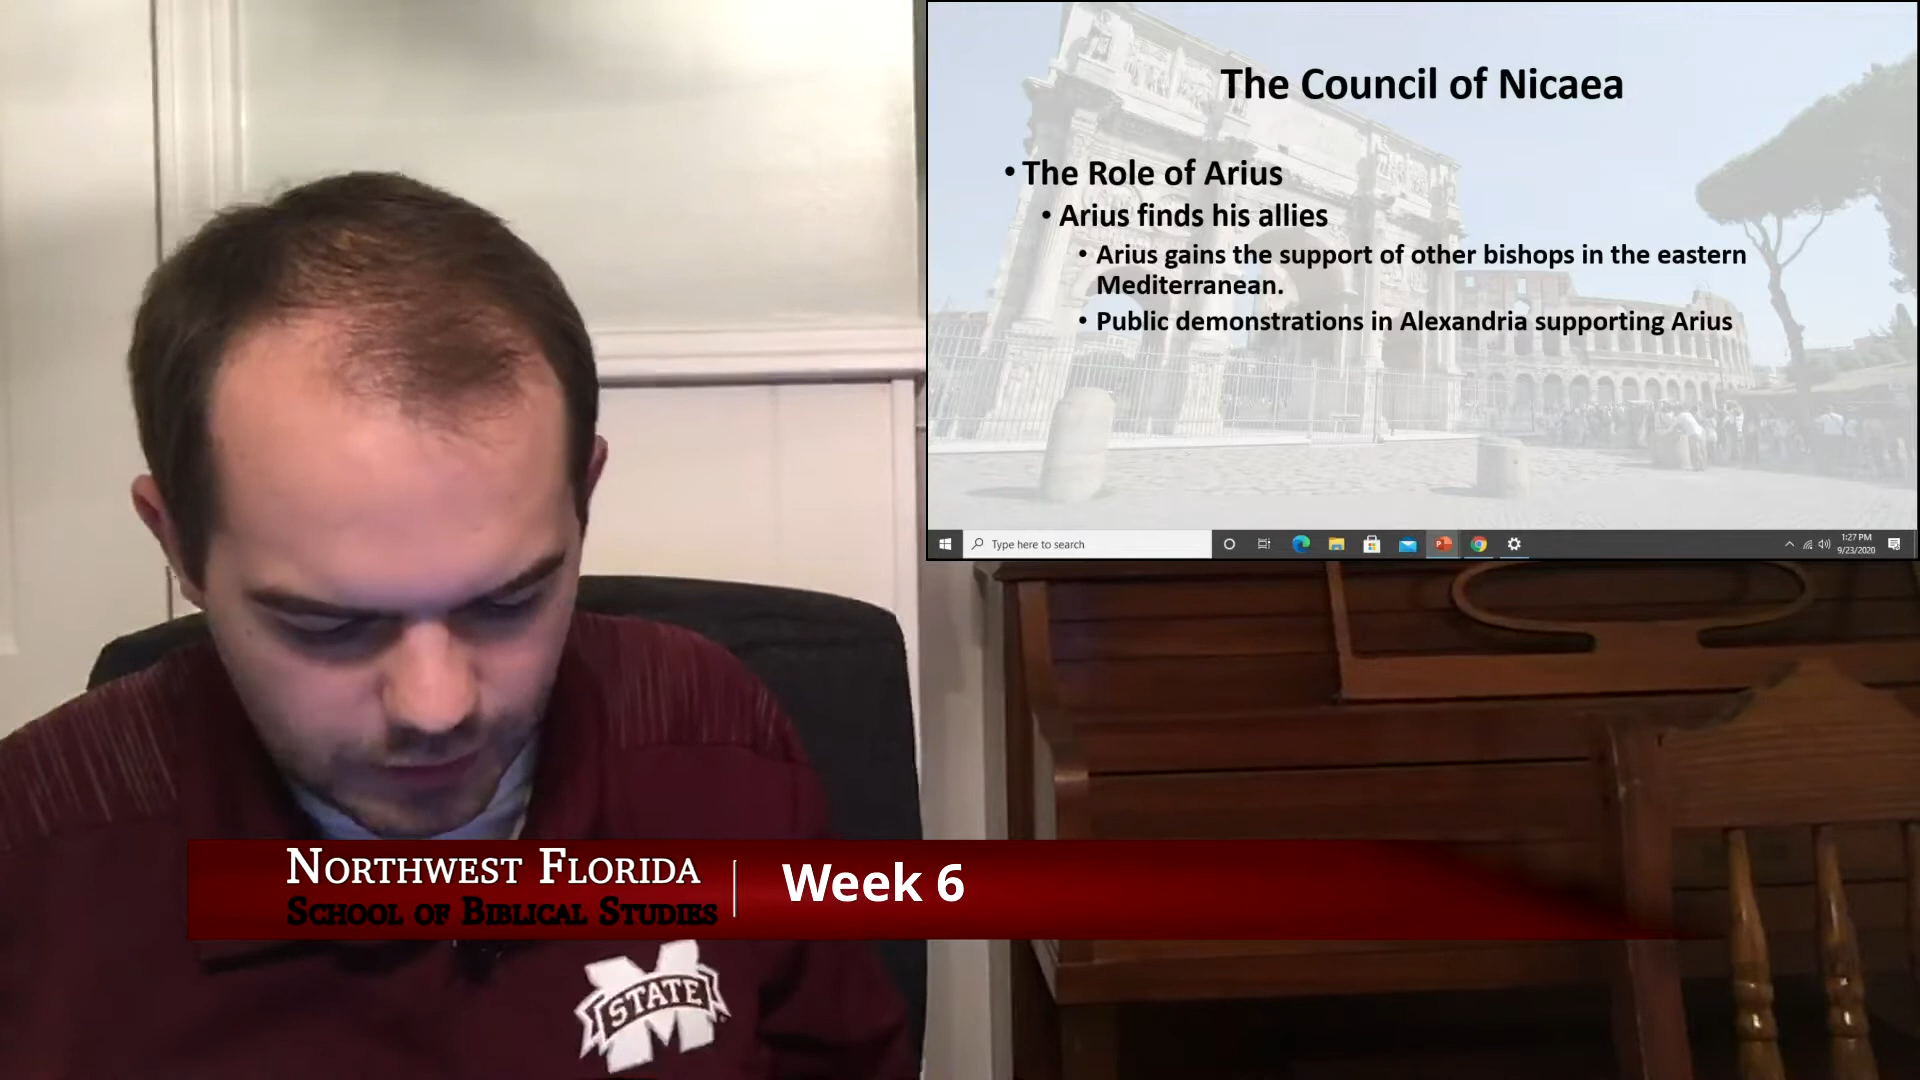 The Council of Nicaea
• The Role of Arius
• Arius finds his allies
• Arius gains the support of other bishops in the eastern
Mediterranean.
• Public demonstrations in Alexandria supporting Arius
Type here to search
1:27 PM
9/23/2020
NORTHWEST FLORIDA
SCHOOL OF BIBLICAL STUDIES
Week 6
M
STATE